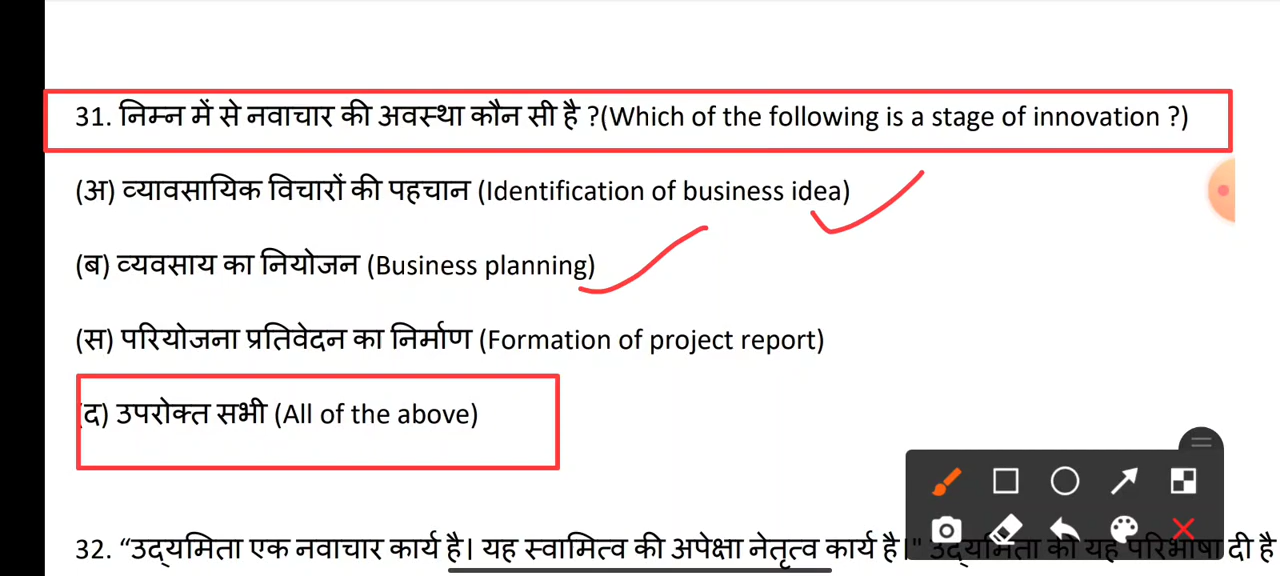 31. निम्न में से नवाचार की अवस्था कौन सी है ?(Which of the following is a stage of innovation ?)
(अ) व्यावसायिक विचारों की पहचान (Identification of business idea)
(ब) व्यवसाय का नियोजन (Business planning)
(स) परियोजना प्रतिवेदन का निर्माण (Formation of project report)
(द) उपरोक्त सभी (All of the above)
32. “उद्यमिता एक नवाचार कार्य है। यह स्वामित्व की अपेक्षा नेतृत्व कार्य है।" उद्यमिता की यह परिभाषा दी है